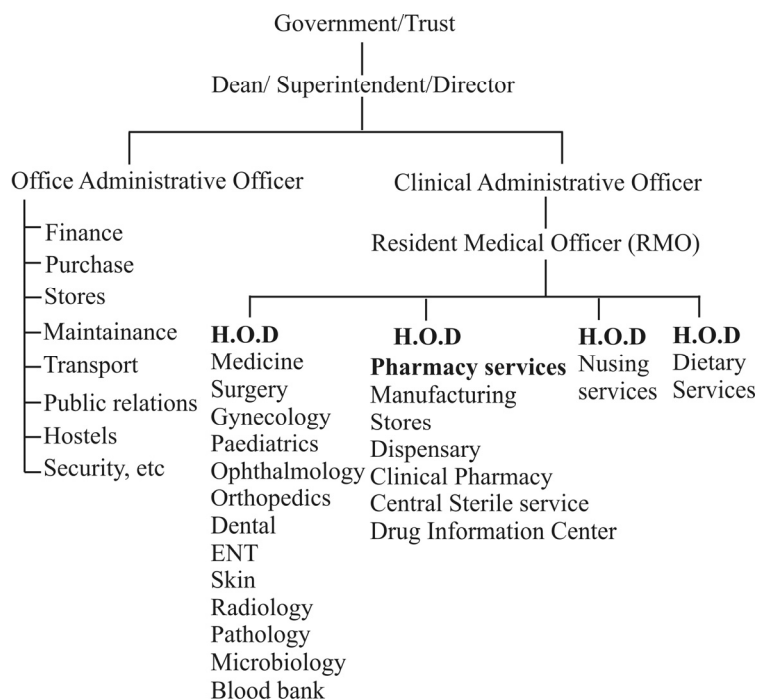 Government/Trust
Dean/ Superintendent/Director
Office Administrative Officer
Finance
Purchase
Stores
Maintainance
Transport
Public relations
Hostels
Security, etc
Clinical Administrative Officer
Resident Medical Officer (RMO)
H.O.D
Medicine
Surgery
Gynecology
Paediatrics
Ophthalmology
Orthopedics
Dental
ENT
Skin
Radiology
Pathology
Microbiology
Blood bank
H.O.D
Pharmacy services
Manufacturing
Stores
Dispensary
Clinical Pharmacy
Central Sterile service
Drug Information Center
H.O.D
Nusing
services
H.O.D
Dietary
Services